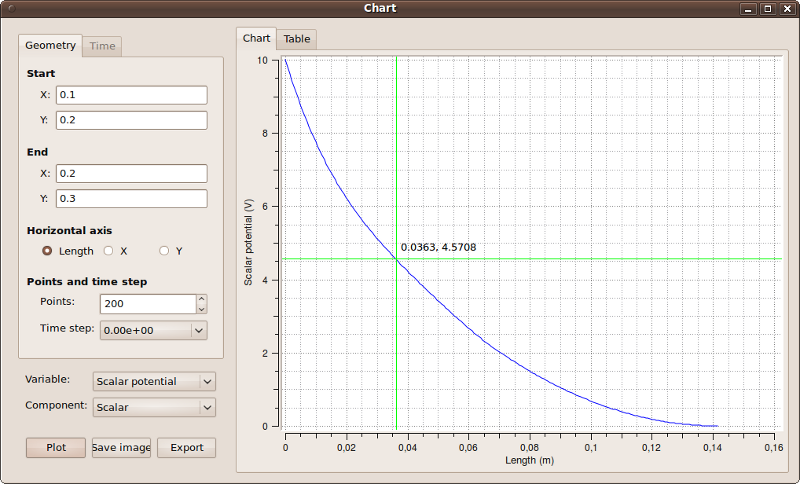 Chart
Geometry
Time
Start
X: 0.1
Y: 0.2
End
X: 0.2
Y: 0.3
Horizontal axis
Length X Y
Points and time step
Points: 200
Time step: 0.00e+00
Variable: Scalar potential
Component: Scalar
Plot Save image Export
Chart Table
Scalar potential (V)
10
8
6
4
2
0
0.0363, 4.5708
0 0,02 0,04 0,06 0,08 0,1 0,12 0,14 0,16
Length (m)